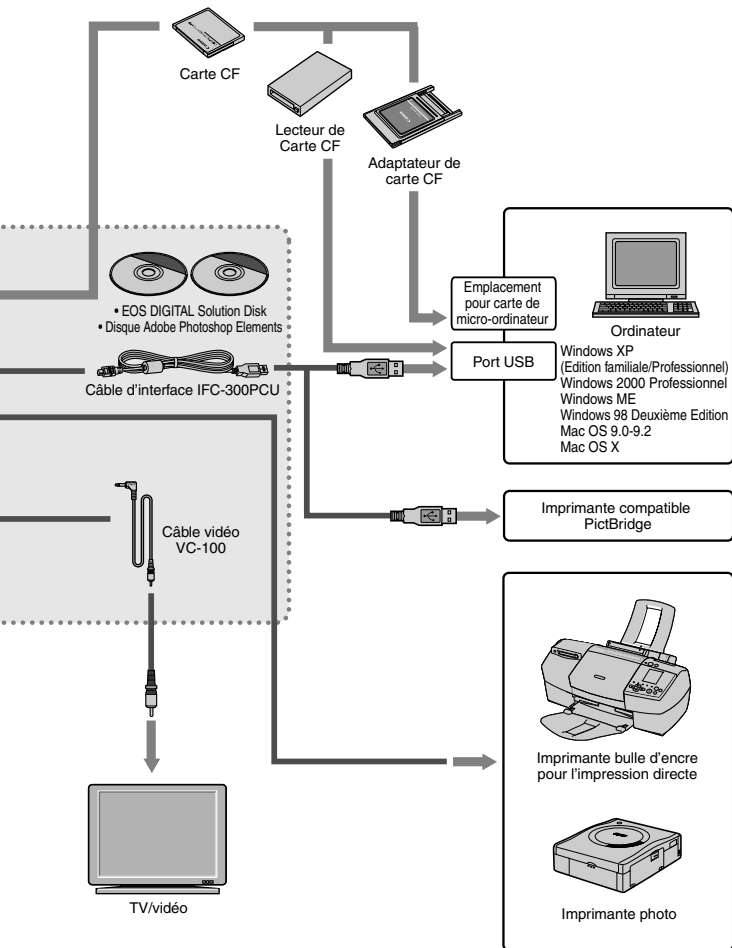 Carte CF
Lecteur de
Carte CF
Adaptateur de
carte CF
• EOS DIGITAL Solution Disk
• Disque Adobe Photoshop Elements
Câble d'interface IFC-300PCU
Emplacement
pour carte de
micro-ordinateur
Port USB
Ordinateur
Windows XP
(Edition familiale/Professionnel)
Windows 2000 Professionnel
Windows ME
Windows 98 Deuxième Edition
Mac OS 9.0-9.2
Mac OS X
Câble vidéo
VC-100
Imprimante compatible
PictBridge
Imprimante bulle d'encre
pour l'impression directe
TV/vidéo
Imprimante photo